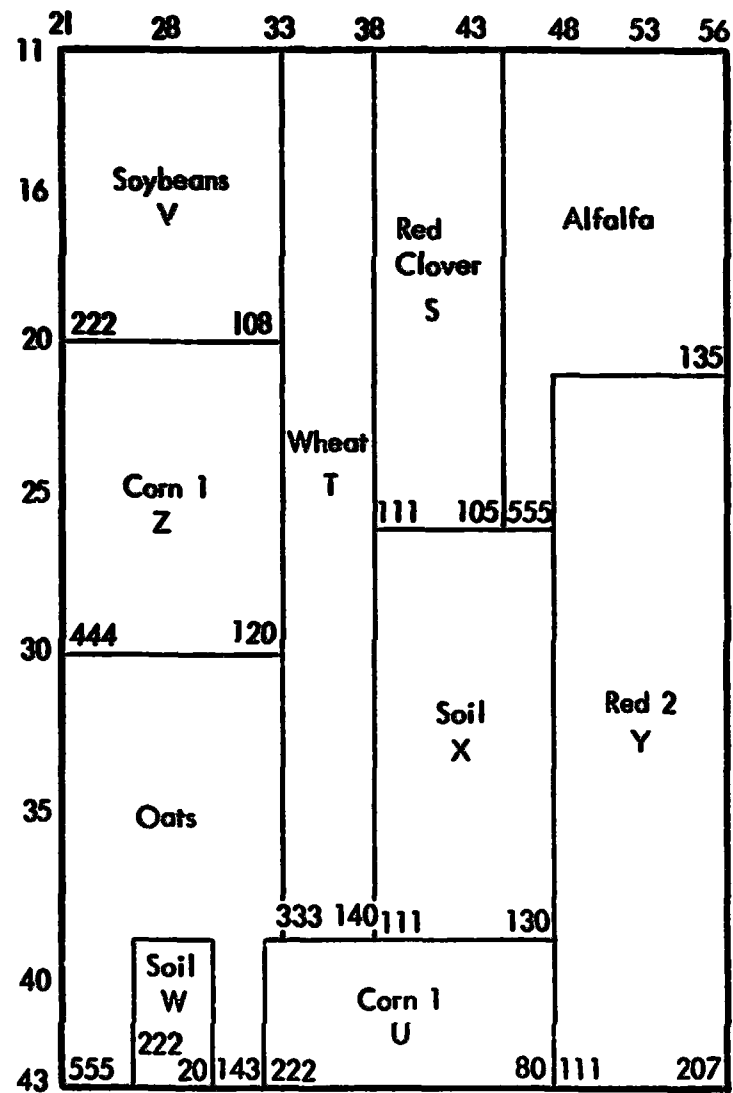 21 28 33 38 43 48 53 56
11
Soybeans
V
16
Red
Clover
S
Alfalfa
222 108
20
135
Wheat
T
Corn 1
Z
25
111 105 555
444 120
30
Soil
X
Red 2
Y
Oats
35
333 140 111 130
Soil
W
40
Corn 1
U
222
43
555 20 143 222 80 111 207